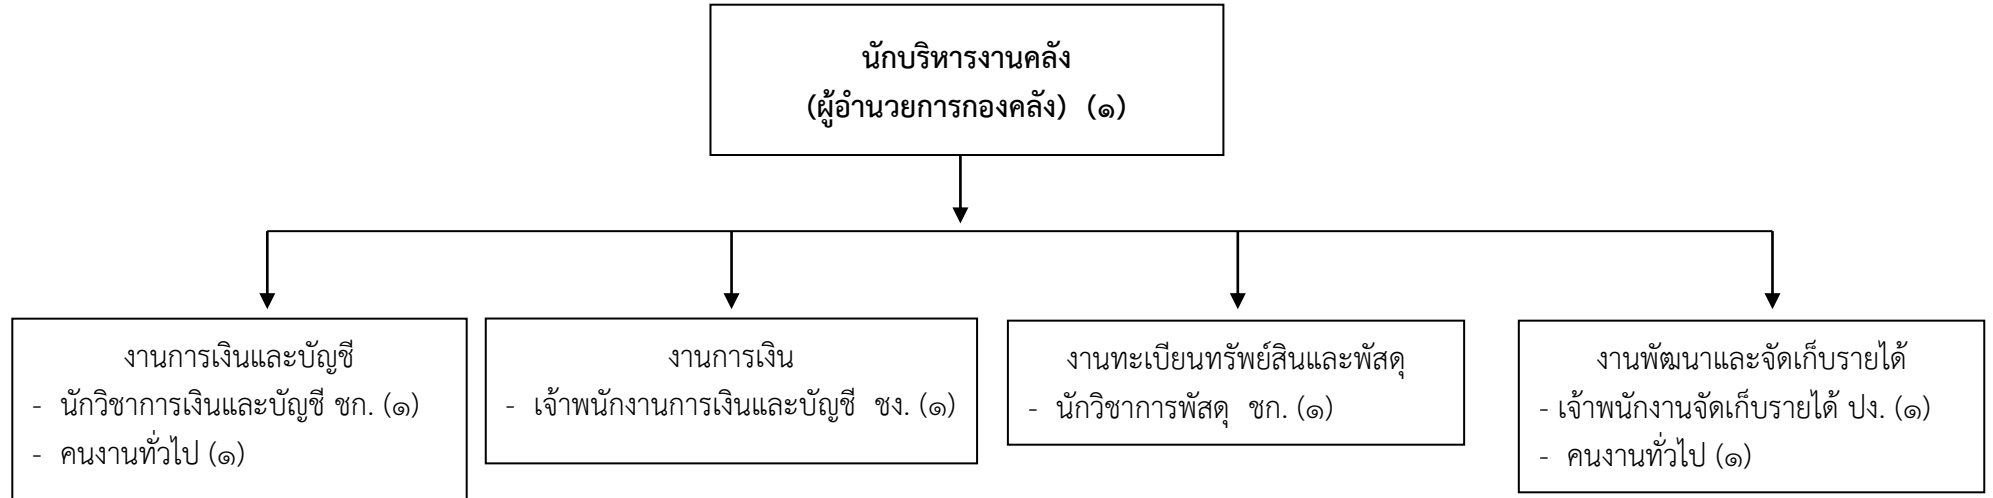 นักบริหารงานคลัง
(ผู้อำนวยการกองคลัง) (๑)
งานการเงินและบัญชี
- นักวิชาการเงินและบัญชี ชก. (๑)
- คนงานทั่วไป (๑)
งานการเงิน
- เจ้าพนักงานการเงินและบัญชี ชง. (๑)
งานทะเบียนทรัพย์สินและพัสดุ
- นักวิชาการพัสดุ ชก. (๑)
งานพัฒนาและจัดเก็บรายได้
- เจ้าพนักงานจัดเก็บรายได้ ปง. (๑)
- คนงานทั่วไป (๑)